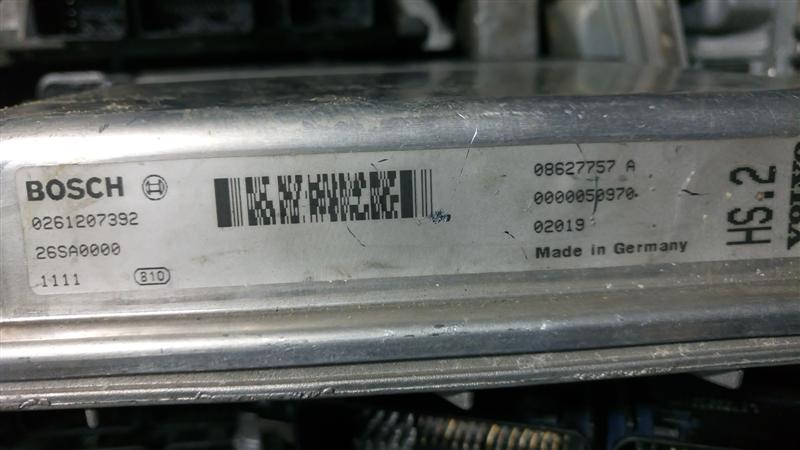 BOSCH
0261207392
26SA0000
1111 810
08627757 A
0000050970
02019
Made in Germany
HS.2
VOLVO